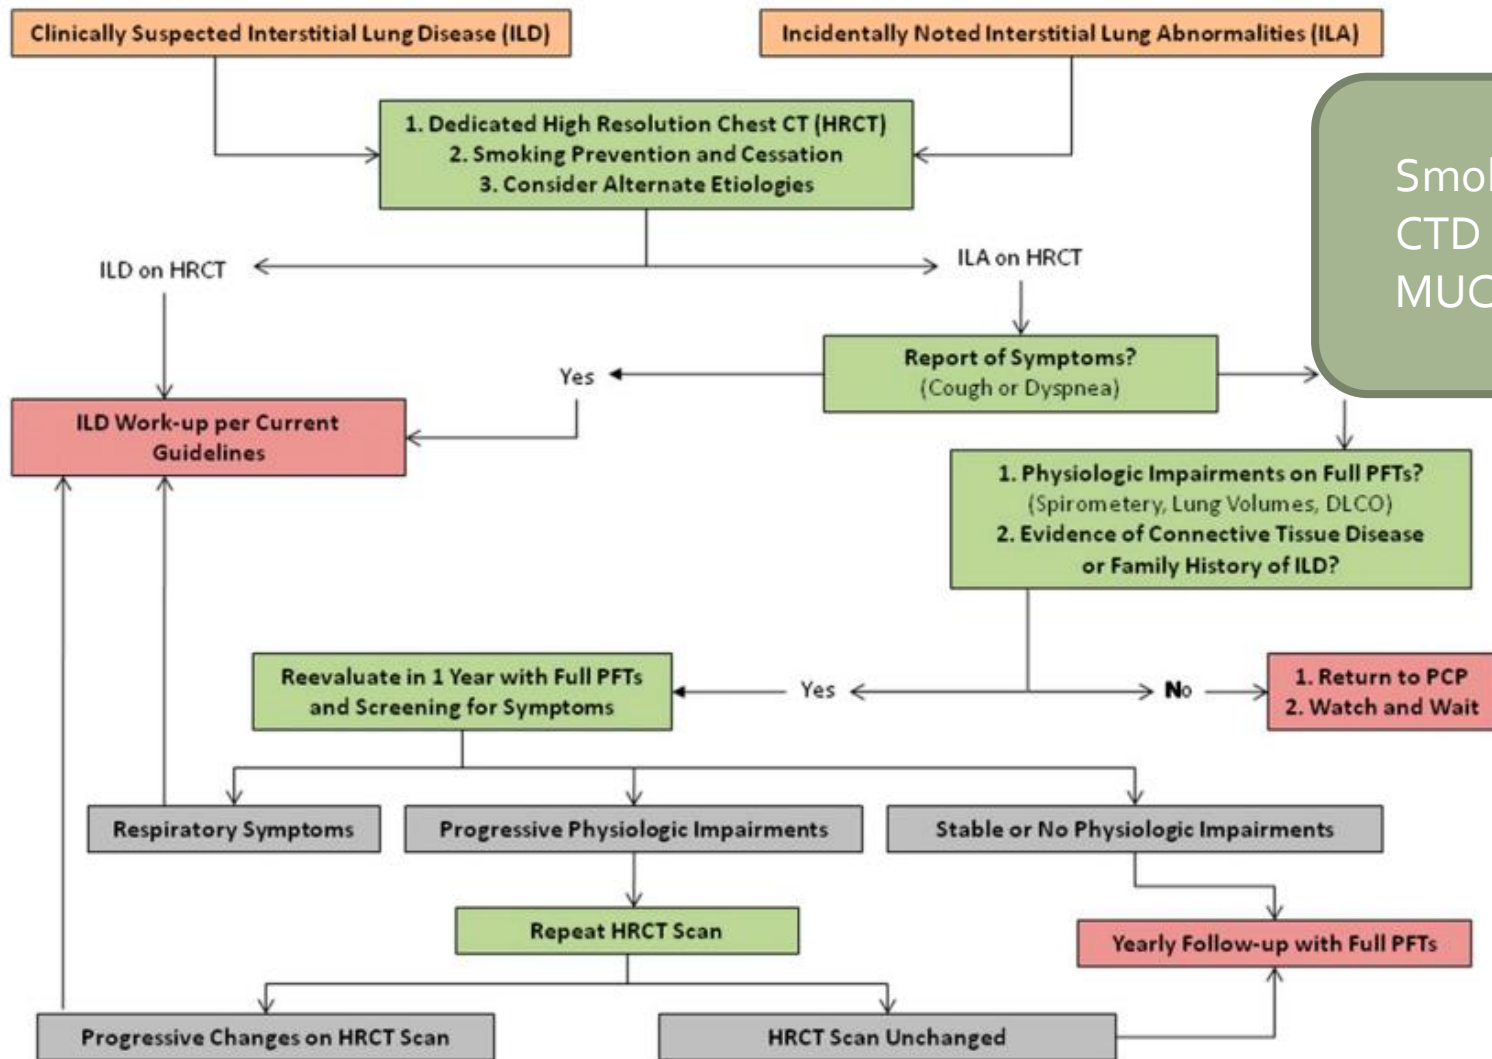 Clinically Suspected Interstitial Lung Disease (ILD)
Incidentally Noted Interstitial Lung Abnormalities (ILA)
1. Dedicated High Resolution Chest CT (HRCT)
2. Smoking Prevention and Cessation
3. Consider Alternate Etiologies
CTD
ILD on HRCT
ILA on HRCT
Report of Symptoms?
(Cough or Dyspnea)
Yes
ILD Work-up per Current
Guidelines
1. Physiologic Impairments on Full PFTs?
(Spirometery, Lung Volumes, DLCO)
2. Evidence of Connective Tissue Disease
or Family History of ILD?
Reevaluate in 1 Year with Full PFTs
and Screening for Symptoms
Yes
No
1. Return to PCP
2. Watch and Wait
Respiratory Symptoms
Progressive Physiologic Impairments
Stable or No Physiologic Impairments
Repeat HRCT Scan
Yearly Follow-up with Full PFTs
Progressive Changes on HRCT Scan
HRCT Scan Unchanged